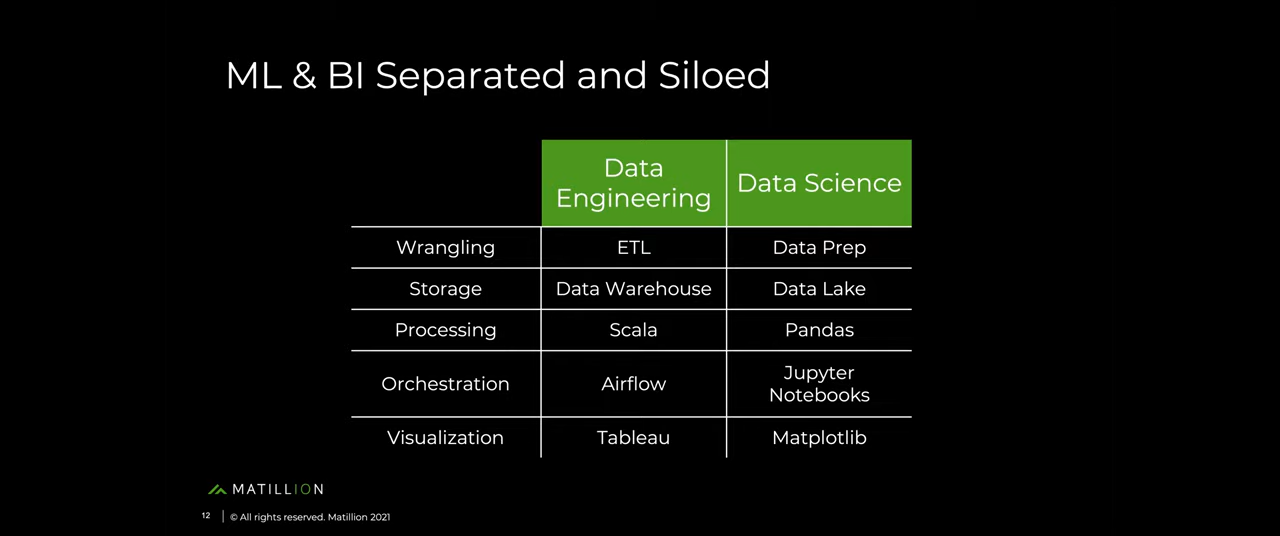 ML & BI Separated and Siloed
Data
Engineering
Data Science
Wrangling ETL Data Prep
Storage Data Warehouse Data Lake
Processing Scala Pandas
Orchestration Airflow Jupyter
Notebooks
Visualization Tableau Matplotlib
MATILLION
12 © All rights reserved. Matillion 2021